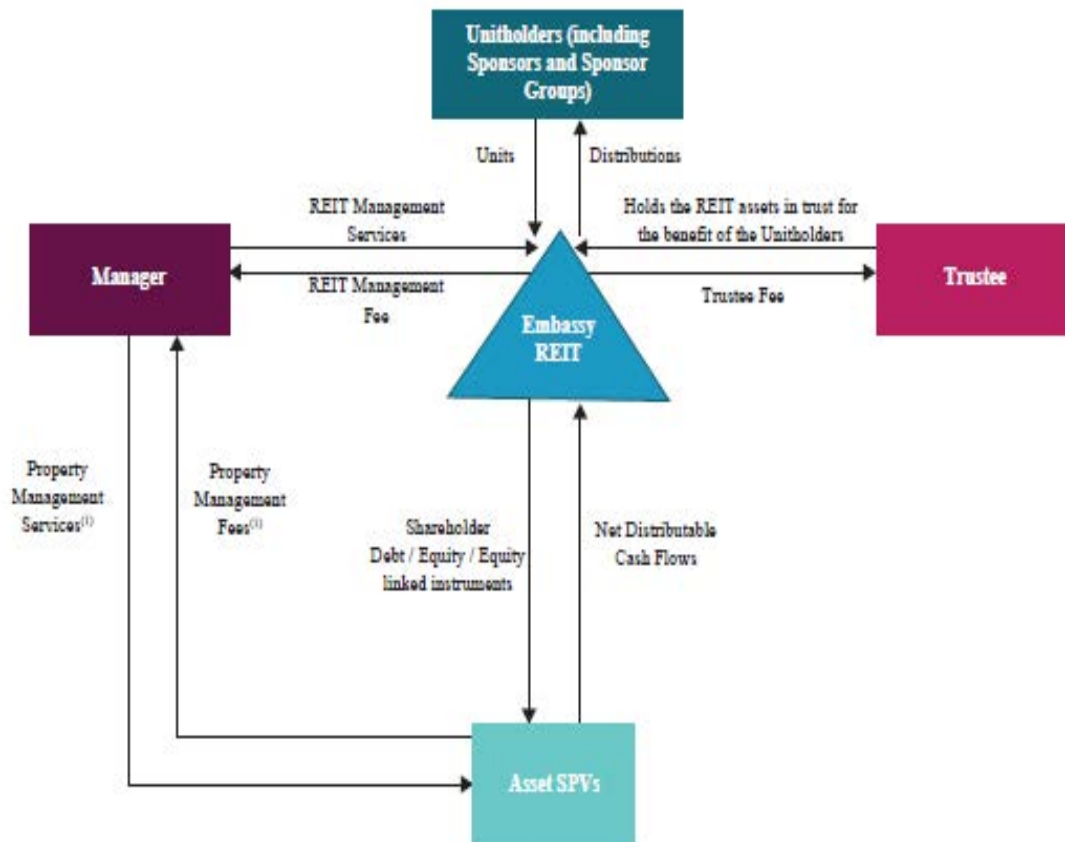 Unitholders (including
Sponsors and Sponsor
Groups)
Units
Distributions
REIT Management
Services
Holds the REIT assets in trust for
the benefit of the Unitholders
Manager
REIT Management
Fee
Trustee Fee
Trustee
Embassy
REIT
Property
Management
Services(1)
Property
Management
Fees(1)
Shareholder
Debt / Equity / Equity
linked instruments
Net Distributable
Cash Flows
Asset SPVs